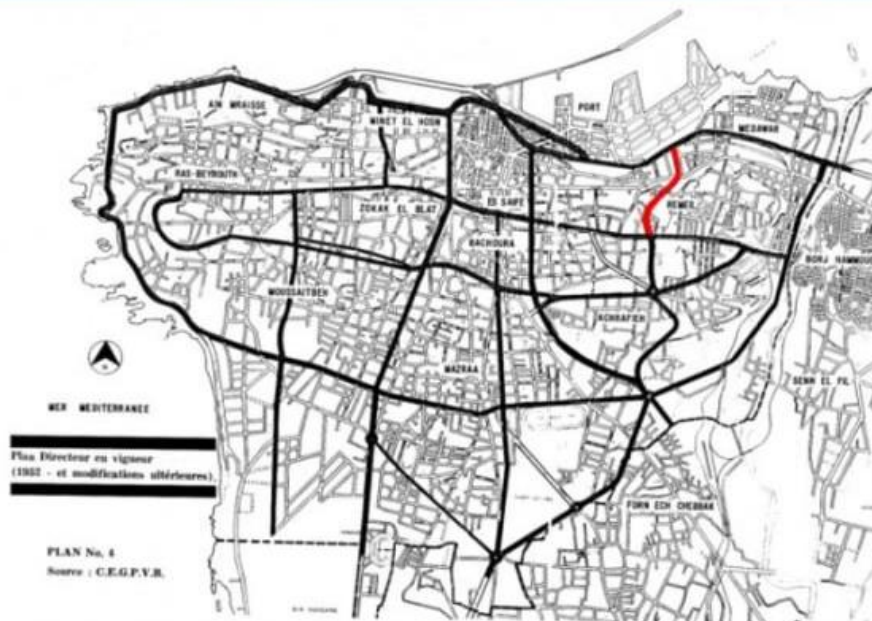 PORT
AIN MRAISSE
MINET EL HOSN
MEDAWAR
RAS-BEYROUTH
ES SAIFE
REMEIL
ZOKAK EL BLAT
BACHOURA
BORJ HAMMOUD
MOUSSAITBEH
ACHRAFIEH
MAZRAA
SENN EL FIL
MER MEDITERRANEE
Plan Directeur en vigueur
(1952 - et modifications ultérieures)
FURN ECH CHEBBAK
PLAN No. 4
Source : C.E.G.P.V.B.